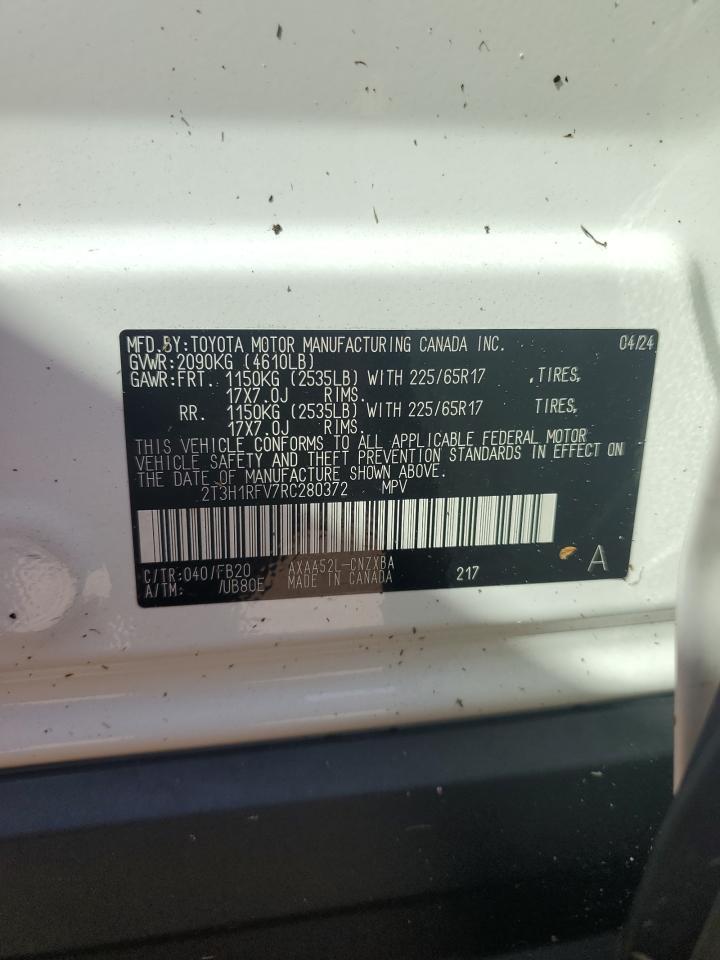 MFD.BY:TOYOTA MOTOR MANUFACTURING CANADA INC. 04/24
GVWR:2090KG (4610LB)
GAWR:FRT. 1150KG (2535LB) WITH 225/65R17 , TIRES,
17X7.0J RIMS.
RR. 1150KG (2535LB) WITH 225/65R17 TIRES,
17X7.0J RIMS.
THIS VEHICLE CONFORMS TO ALL APPLICABLE FEDERAL MOTOR
VEHICLE SAFETY AND THEFT PREVENTION STANDARDS IN EFFECT ON
THE DATE OF MANUFACTURE SHOWN ABOVE.
2T3H1RFV7RC280372 MPV
C/TR:040/FB20 AXAA52L-CNZXBA 217 A
A/TM: /UB80E MADE IN CANADA